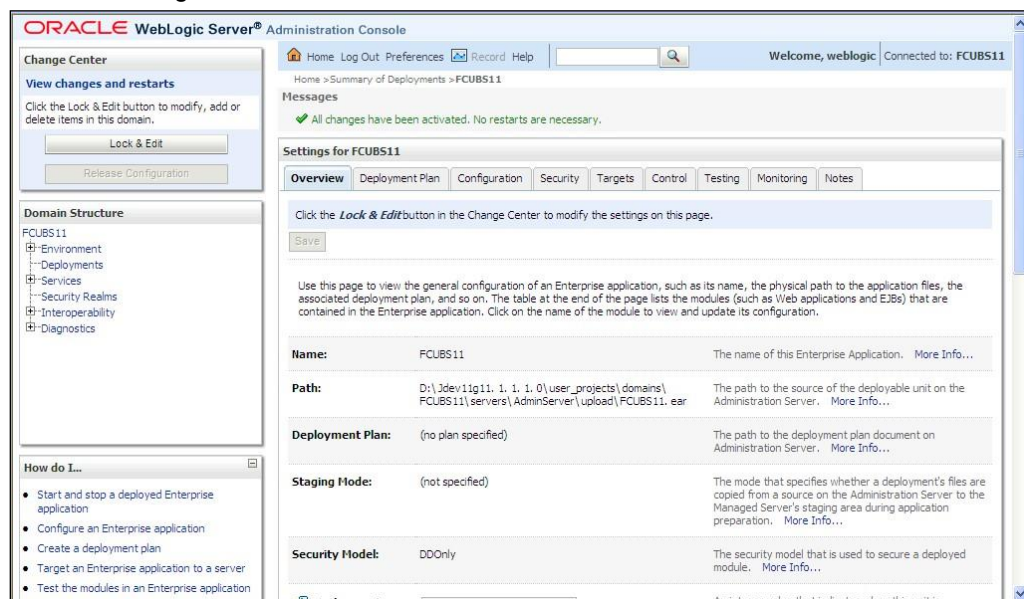 ORACLE WebLogic Server® Administration Console
Change Center
View changes and restarts
Click the Lock & Edit button to modify, add or
delete items in this domain.
Lock & Edit
Release Configuration
Domain Structure
FCUBS11
Environment
Deployments
Services
Security Realms
Interoperability
Diagnostics
How do I...
Start and stop a deployed Enterprise
application
Configure an Enterprise application
Create a deployment plan
Target an Enterprise application to a server
Test the modules in an Enterprise application
Home Log Out Preferences Record Help
Welcome, weblogic Connected to: FCUBS11
Home >Summary of Deployments >FCUBS11
Messages
All changes have been activated. No restarts are necessary.
Settings for FCUBS11
Overview Deployment Plan Configuration Security Targets Control Testing Monitoring Notes
Click the Lock & Edit button in the Change Center to modify the settings on this page.
Save
Use this page to view the general configuration of an Enterprise application, such as its name, the physical path to the application files, the
associated deployment plan, and so on. The table at the end of the page lists the modules (such as Web applications and EJBs) that are
contained in the Enterprise application. Click on the name of the module to view and update its configuration.
Name: FCUBS11 The name of this Enterprise Application. More Info...
Path: D:\Jdev11g11. 1. 1. 1. 0\user_projects\domains\ The path to the source of the deployable unit on the
FCUBS11\servers\AdminServer\upload\FCUBS11. ear Administration Server. More Info...
Deployment Plan: (no plan specified) The path to the deployment plan document on
Administration Server. More Info...
Staging Mode: (not specified) The mode that specifies whether a deployment's files are
copied from a source on the Administration Server to the
Managed Server's staging area during application
preparation. More Info...
Security Model: DDOnly The security model that is used to secure a deployed
module. More Info...